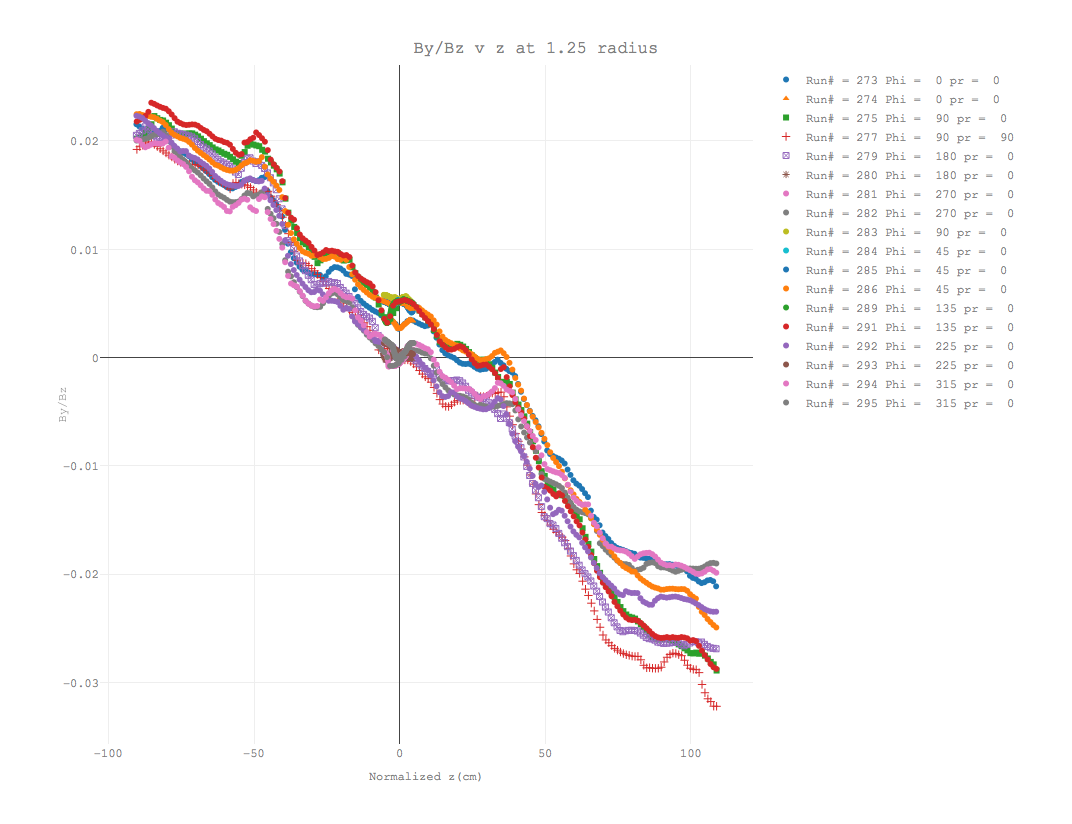 By/Bz v z at 1.25 radius
Run# = 273 Phi = 0 pr = 0
Run# = 274 Phi = 0 pr = 0
Run# = 275 Phi = 90 pr = 0
Run# = 277 Phi = 90 pr = 90
Run# = 279 Phi = 180 pr = 0
Run# = 280 Phi = 180 pr = 0
Run# = 281 Phi = 270 pr = 0
Run# = 282 Phi = 270 pr = 0
Run# = 283 Phi = 90 pr = 0
Run# = 284 Phi = 45 pr = 0
Run# = 285 Phi = 45 pr = 0
Run# = 286 Phi = 45 pr = 0
Run# = 289 Phi = 135 pr = 0
Run# = 291 Phi = 135 pr = 0
Run# = 292 Phi = 225 pr = 0
Run# = 293 Phi = 225 pr = 0
Run# = 294 Phi = 315 pr = 0
Run# = 295 Phi = 315 pr = 0
0.02
0.01
0
−0.01
−0.02
−0.03
By/Bz
−100 −50 0 50 100
Normalized z(cm)